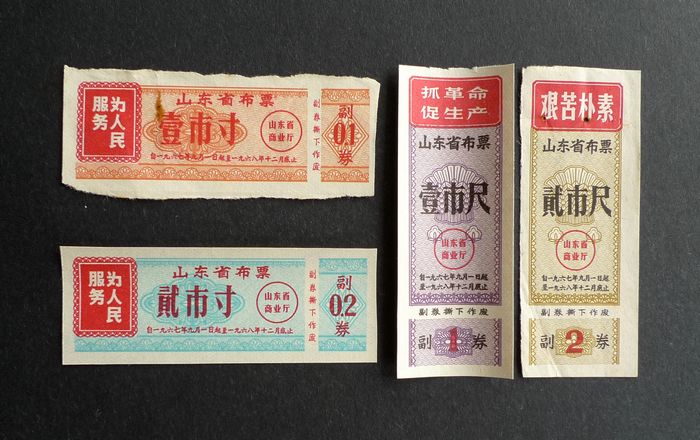 为人民
服务
山东省布票
壹市寸
山东省
商业厅
自一九六七年九月一日起至一九六八年十二月底止
副券撕下作废
副
0.1
券
为人民
服务
山东省布票
贰市寸
山东省
商业厅
自一九六七年九月一日起至一九六八年十二月底止
副券撕下作废
副
0.2
券
抓革命
促生产
山东省布票
壹市尺
山东省
商业厅
自一九六七年九月一日起
至一九六八年十二月底止
副券撕下作废
副 1 券
艰苦朴素
山东省布票
贰市尺
山东省
商业厅
自一九六七年九月一日起
至一九六八年十二月底止
副券撕下作废
副 2 券